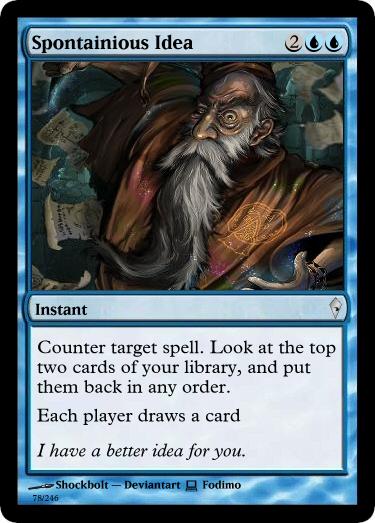 Spontainious Idea 2
Instant
Counter target spell. Look at the top
two cards of your library, and put
them back in any order.
Each player draws a card
I have a better idea for you.
Shockbolt — Deviantart Fodimo
78/246